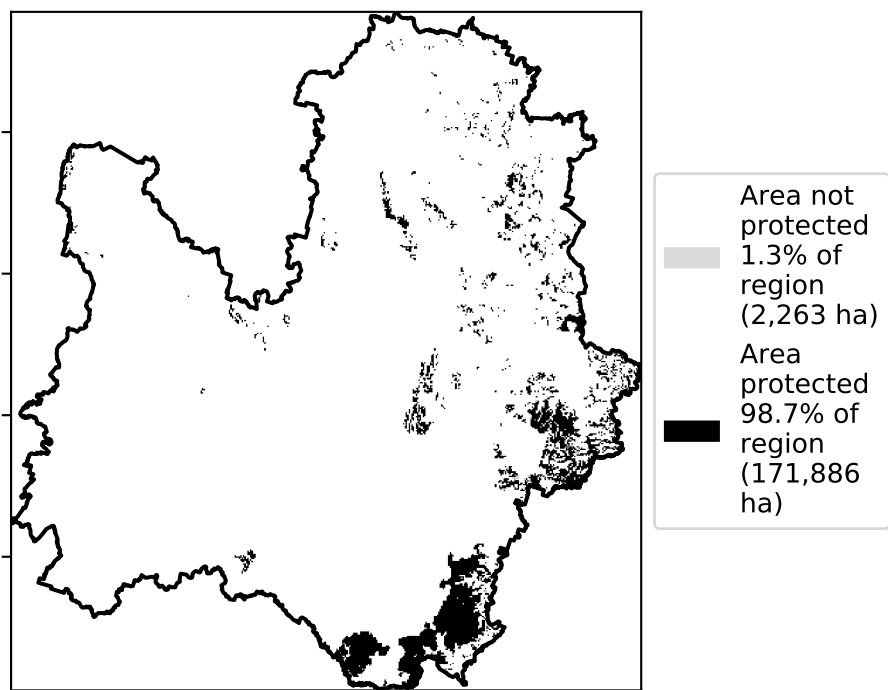 Area not
protected
1.3% of
region
(2,263 ha)
Area
protected
98.7% of
region
(171,886
ha)